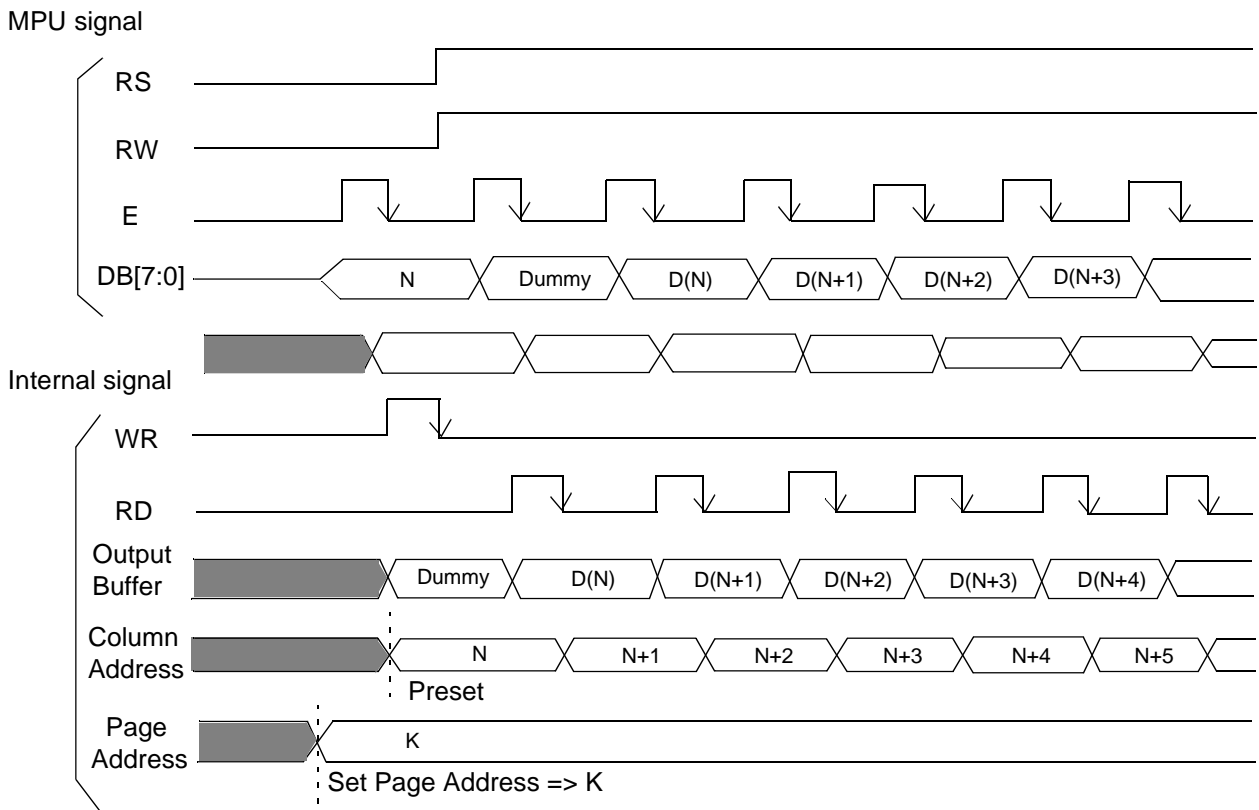 MPU signal
RS
RW
E
DB[7:0] N Dummy D(N) D(N+1) D(N+2) D(N+3)
Internal signal
WR
RD
Output
Buffer
Dummy D(N) D(N+1) D(N+2) D(N+3) D(N+4)
Column
Address
N N+1 N+2 N+3 N+4 N+5
Preset
Page
Address
K
Set Page Address => K